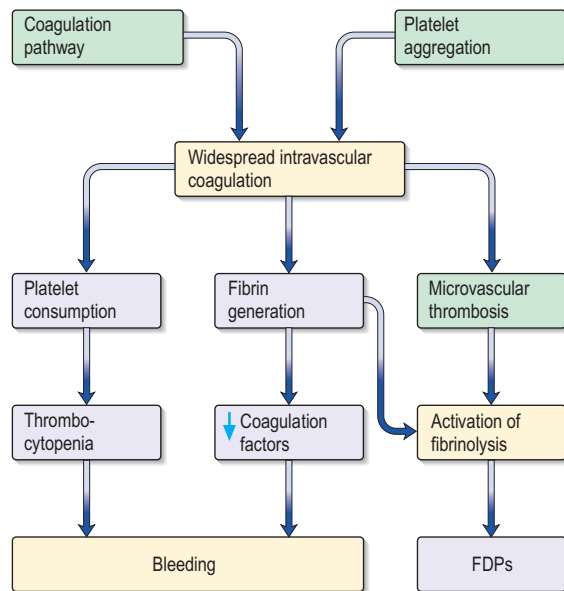 Coagulation
pathway
Platelet
aggregation
Widespread intravascular
coagulation
Platelet
consumption
Fibrin
generation
Microvascular
thrombosis
Thrombo-
cytopenia
Coagulation
factors
Activation of
fibrinolysis
Bleeding
FDPs